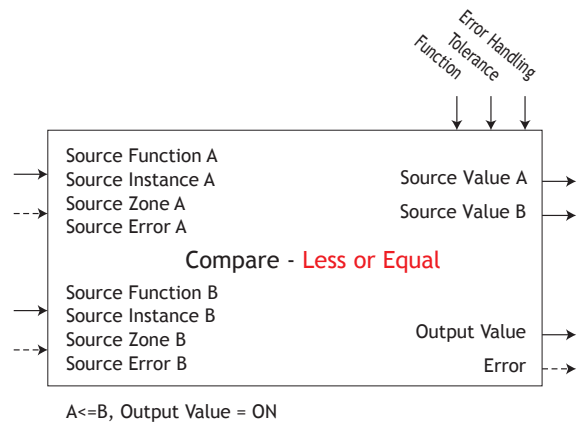 Function
Tolerance
Error Handling
Source Function A
Source Instance A
Source Zone A
Source Error A
Source Value A
Source Value B
Compare - Less or Equal
Source Function B
Source Instance B
Source Zone B
Source Error B
Output Value
Error
A<=B, Output Value = ON